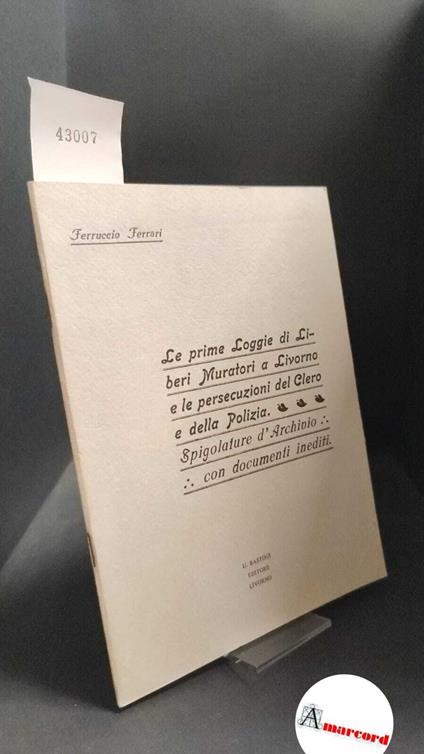 43007
Ferruccio Ferrari
Le prime Loggie di Li-
beri Muratori a Livorno
e le persecuzioni del Clero
e della Polizia.
Spigolature d'Archivio ∴
∴ con documenti inediti.
U. BASTOGI
EDITORE
LIVORNO
Amarcord